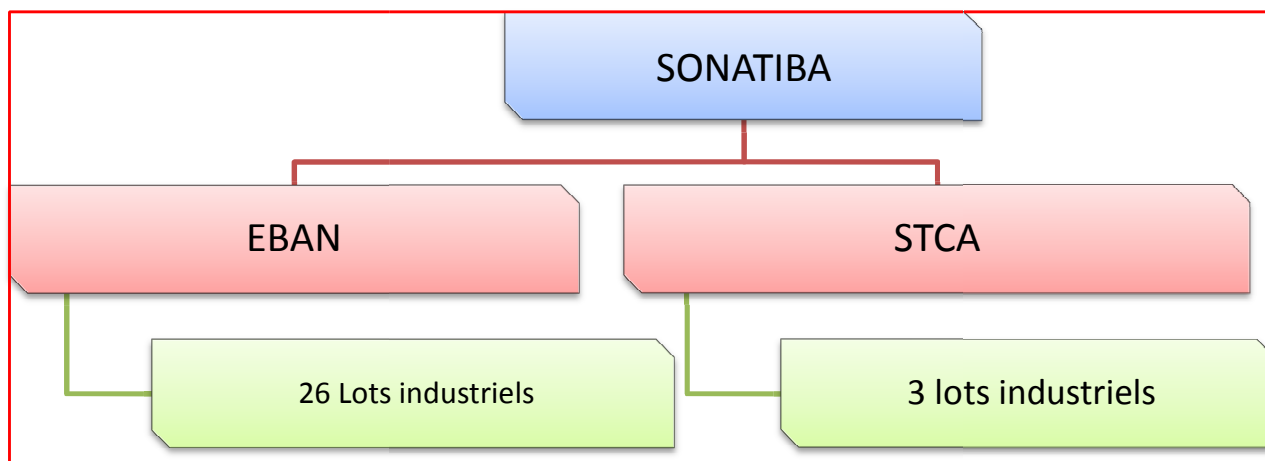 SONATIBA
EBAN
STCA
26 Lots industriels
3 lots industriels